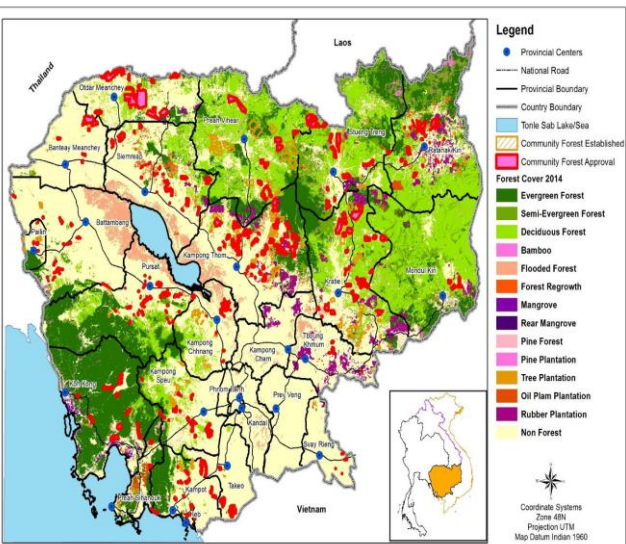 Legend
Provincial Centers
National Road
Provincial Boundary
Country Boundary
Tonle Sab Lake/Sea
Community Forest Established
Community Forest Approval
Forest Cover 2014
Evergreen Forest
Semi-Evergreen Forest
Deciduous Forest
Bamboo
Flooded Forest
Forest Regrowth
Mangrove
Rear Mangrove
Pine Forest
Pine Plantation
Tree Plantation
Oil Plam Plantation
Rubber Plantation
Non Forest
Coordinate Systems
Zone 48N
Projection UTM
Map Datum Indian 1960
Laos
Thailand
Otdar Meanchey
Preah Vihear
Stueng Treng
Ratanak Kiri
Banteay Meanchey
Siemreap
Battambang
Pailin
Kampong Thom
Pursat
Kratie
Mondul Kiri
Kampong
Chhnang
Kampong
Cham
Tboung
Khmum
Koh Kong
Kampong
Speu
Phnom Penh
Prey Veng
Kandal
Svay Rieng
Takeo
Kampot
Preah Sihanouk
Keb
Vietnam